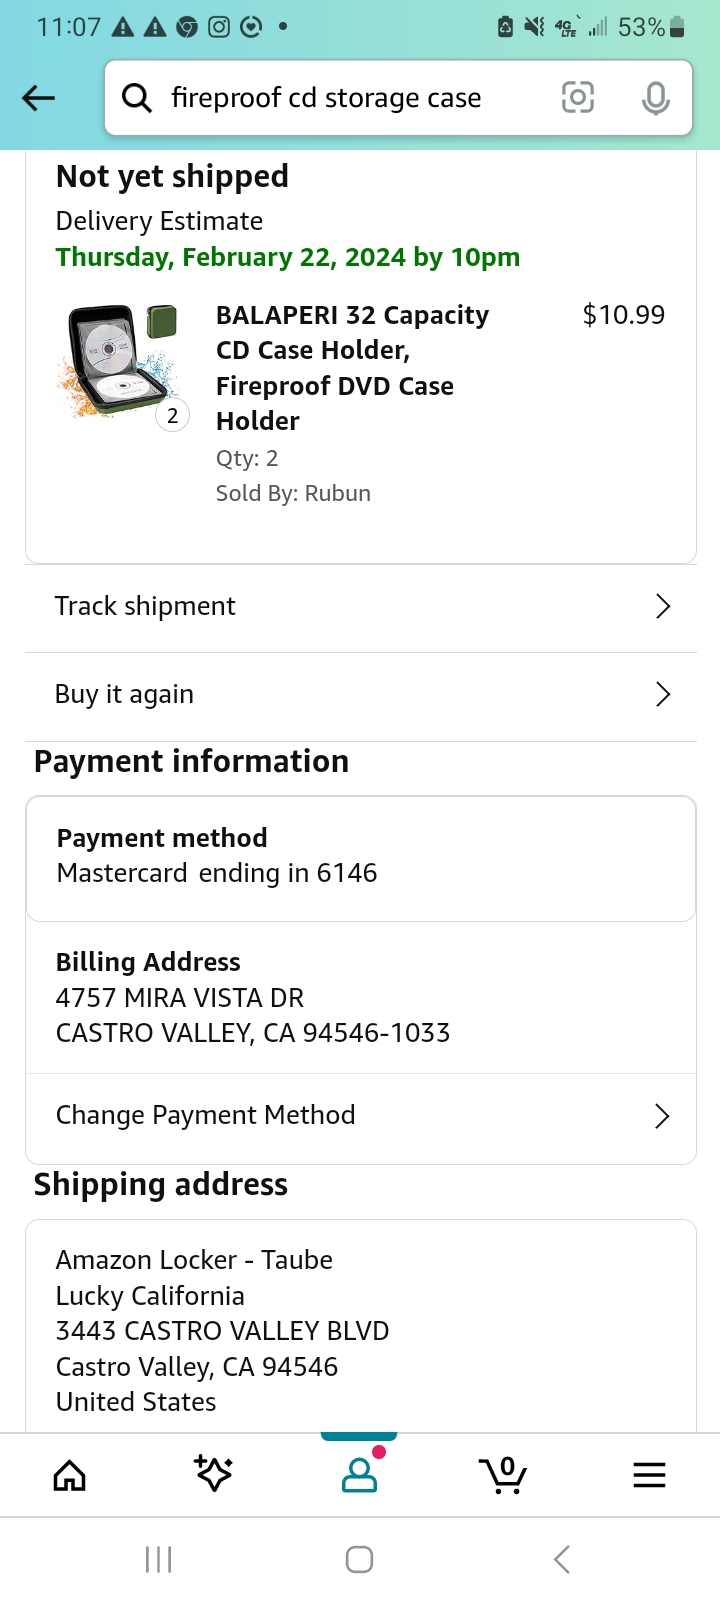 11:07
4G LTE 53%
fireproof cd storage case
Not yet shipped
Delivery Estimate
Thursday, February 22, 2024 by 10pm
BALAPERI 32 Capacity $10.99
CD Case Holder,
Fireproof DVD Case
Holder
2
Qty: 2
Sold By: Rubun
Track shipment
Buy it again
Payment information
Payment method
Mastercard ending in 6146
Billing Address
4757 MIRA VISTA DR
CASTRO VALLEY, CA 94546-1033
Change Payment Method
Shipping address
Amazon Locker - Taube
Lucky California
3443 CASTRO VALLEY BLVD
Castro Valley, CA 94546
United States
0